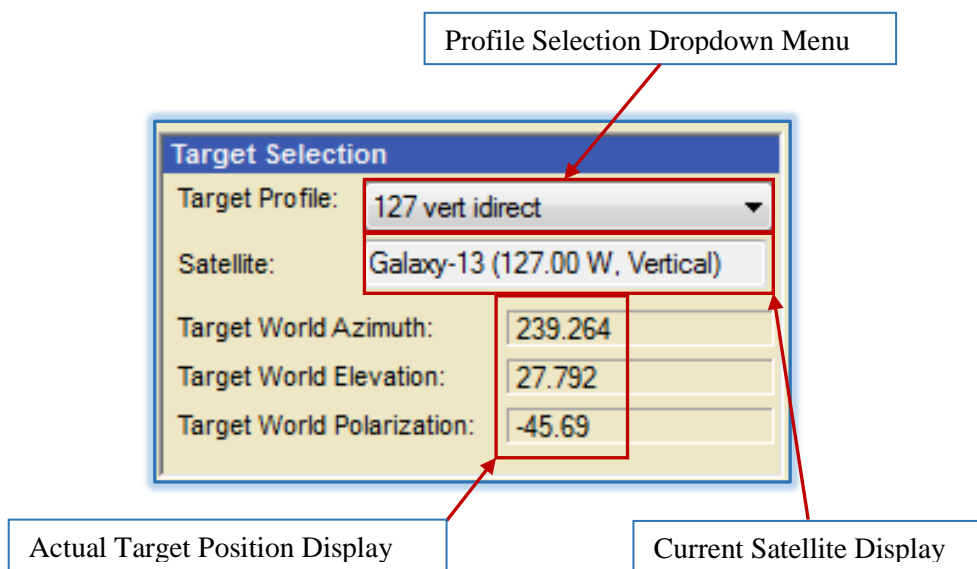 Profile Selection Dropdown Menu
Target Selection
Target Profile: 127 vert idirect
Satellite: Galaxy-13 (127.00 W, Vertical)
Target World Azimuth: 239.264
Target World Elevation: 27.792
Target World Polarization: -45.69
Actual Target Position Display
Current Satellite Display